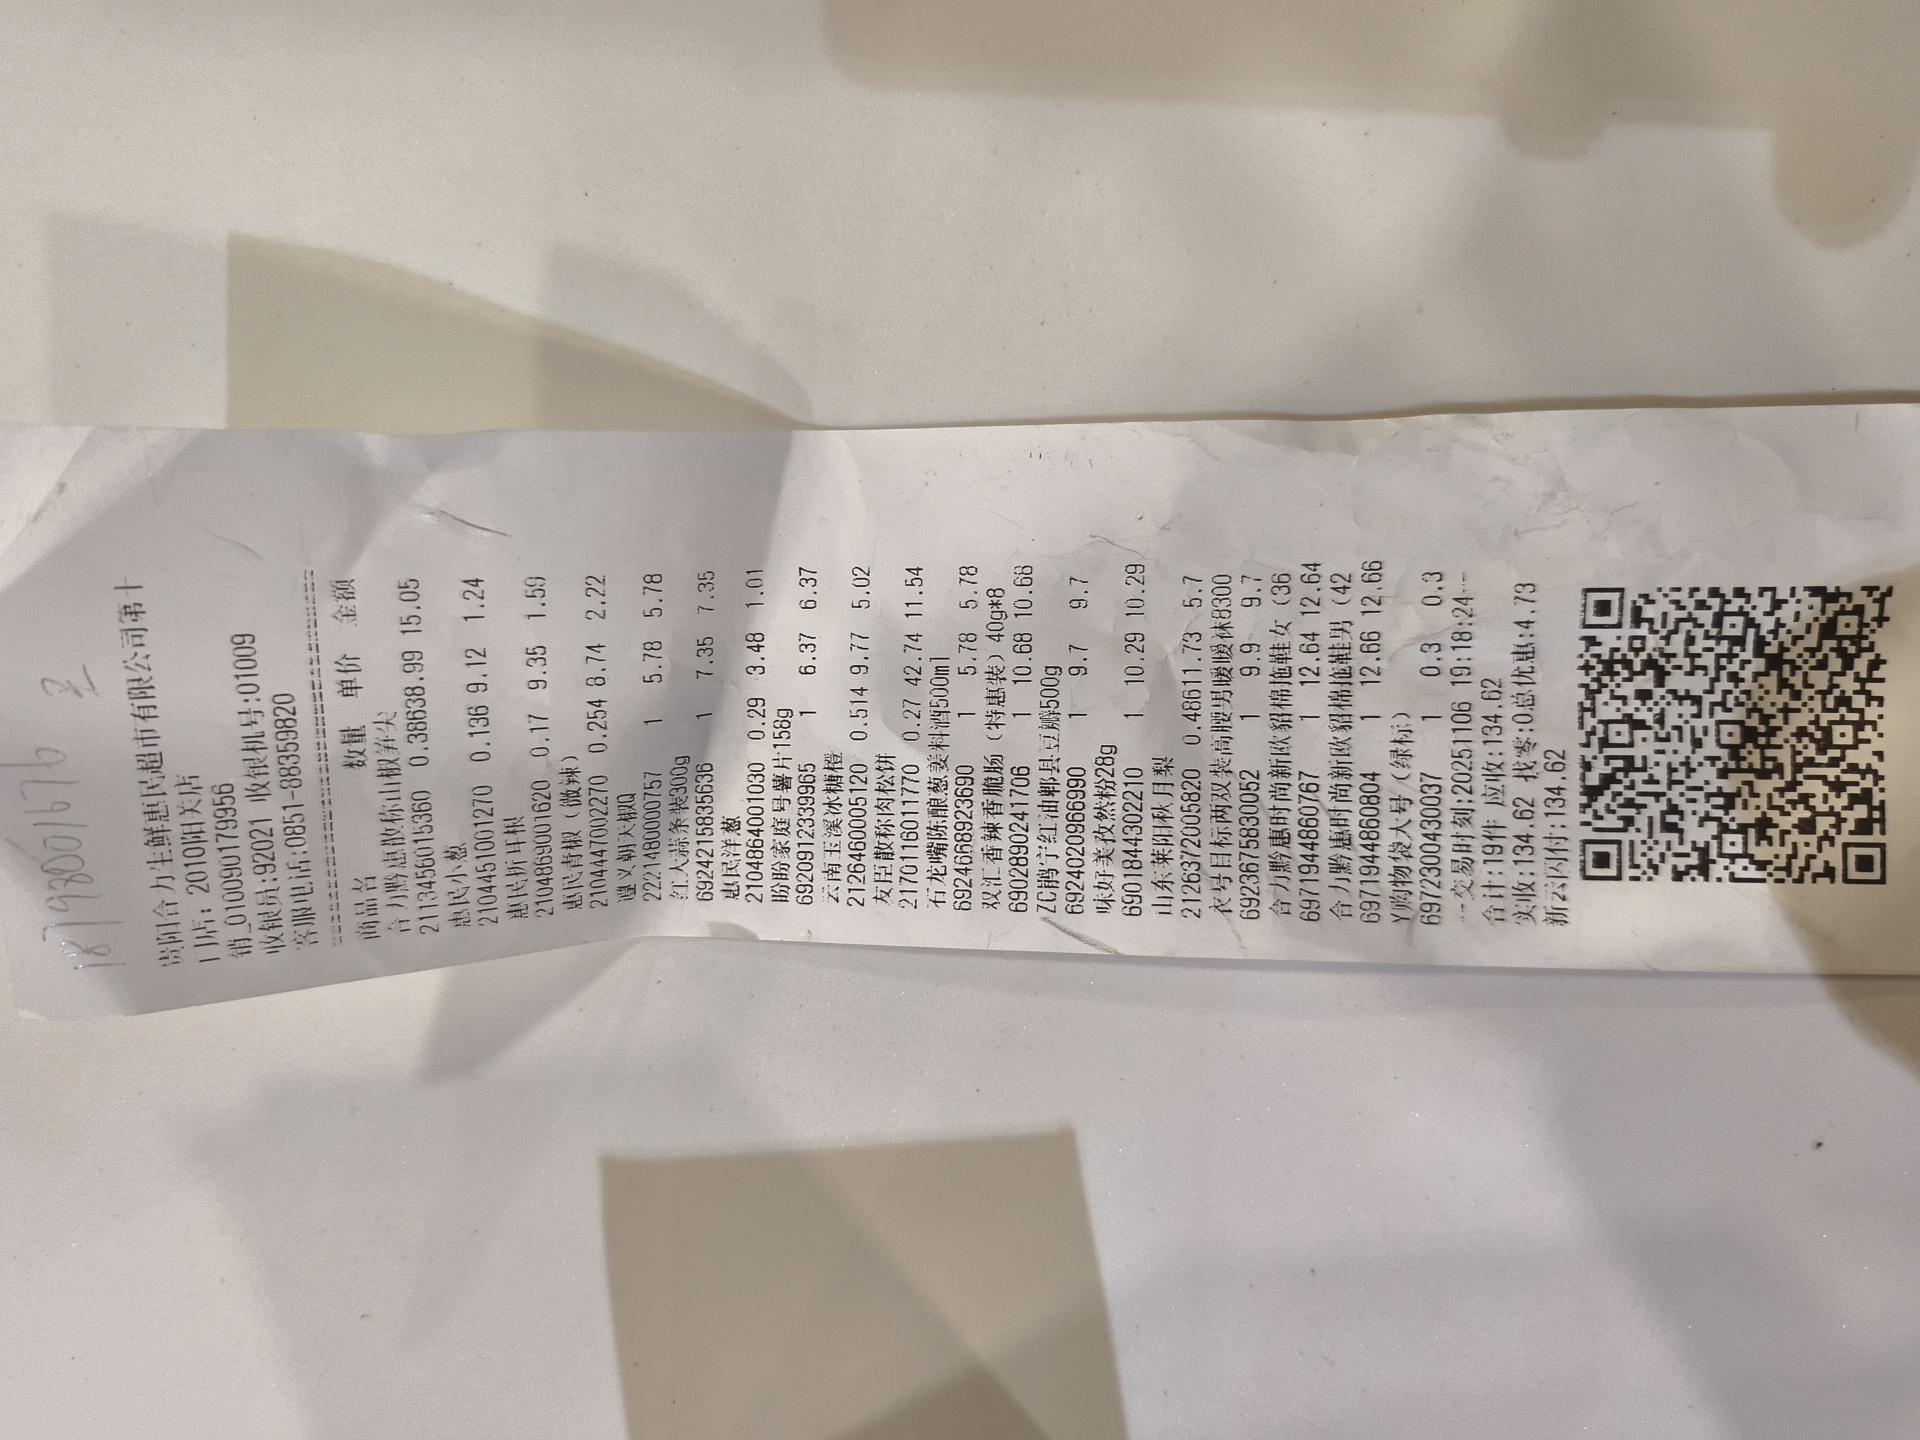 贵阳合力生鲜惠民超市有限公司第十
门店: 2010阳关店
销_0100901179956
收银员:92021 收银机号:01009
客服电话:0851-88359820
商品名 数量 单价 金额
合力黔惠散称山椒笋尖
2113456015360 0.386 38.99 15.05
惠民小葱
2104451001270 0.136 9.12 1.24
惠民折耳根
2104869001620 0.17 9.35 1.59
惠民青椒（微辣）
2104447002270 0.254 8.74 2.22
遵义朝天椒Q
2221480000757 1 5.78 5.78
红大蒜条装300g
6924215835636 1 7.35 7.35
惠民洋葱
2104864001030 0.29 3.48 1.01
盼盼家庭号薯片158g
6920912339965 1 6.37 6.37
云南玉溪冰糖橙
2126460005120 0.514 9.77 5.02
友臣散称肉松饼
2170116011770 0.27 42.74 11.54
石龙嘴陈酿葱姜料酒500ml
6924668923690 1 5.78 5.78
双汇香辣香脆肠（特惠装）40g*8
6902890241706 1 10.68 10.68
ZC鹃宁红油郫县豆瓣500g
6924020966990 1 9.7 9.7
味好美孜然粉28g
6901844302210 1 10.29 10.29
山东莱阳秋月梨
2126372005820 0.486 11.73 5.7
衣号目标两双装高腰男暖暖袜8300
6923675830052 1 9.9 9.7
合力黔惠时尚新欧貂棉拖鞋女（36
6971944860767 1 12.64 12.64
合力黔惠时尚新欧貂棉拖鞋男（42
6971944860804 1 12.66 12.66
Y购物袋大号（绿标）
6972300430037 1 0.3 0.3
--交易时刻:20251106 19:18:24--
合计:19件 应收:134.62
实收:134.62 找零:0总优惠:4.73
新云闪付:134.62